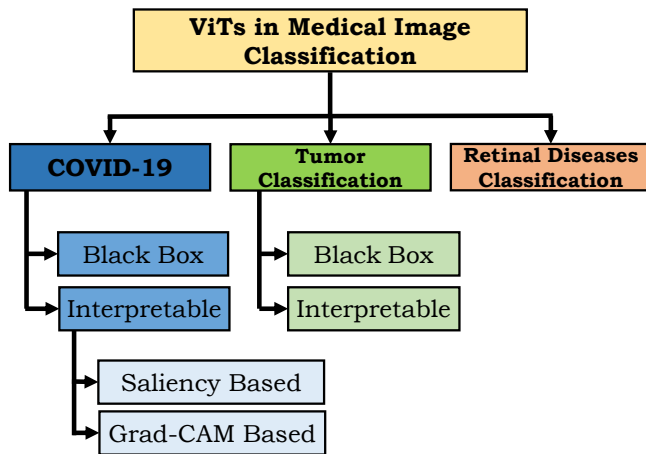 ViTs in Medical Image
Classification
COVID-19
Tumor
Classification
Retinal Diseases
Classification
Black Box
Interpretable
Saliency Based
Grad-CAM Based
Black Box
Interpretable